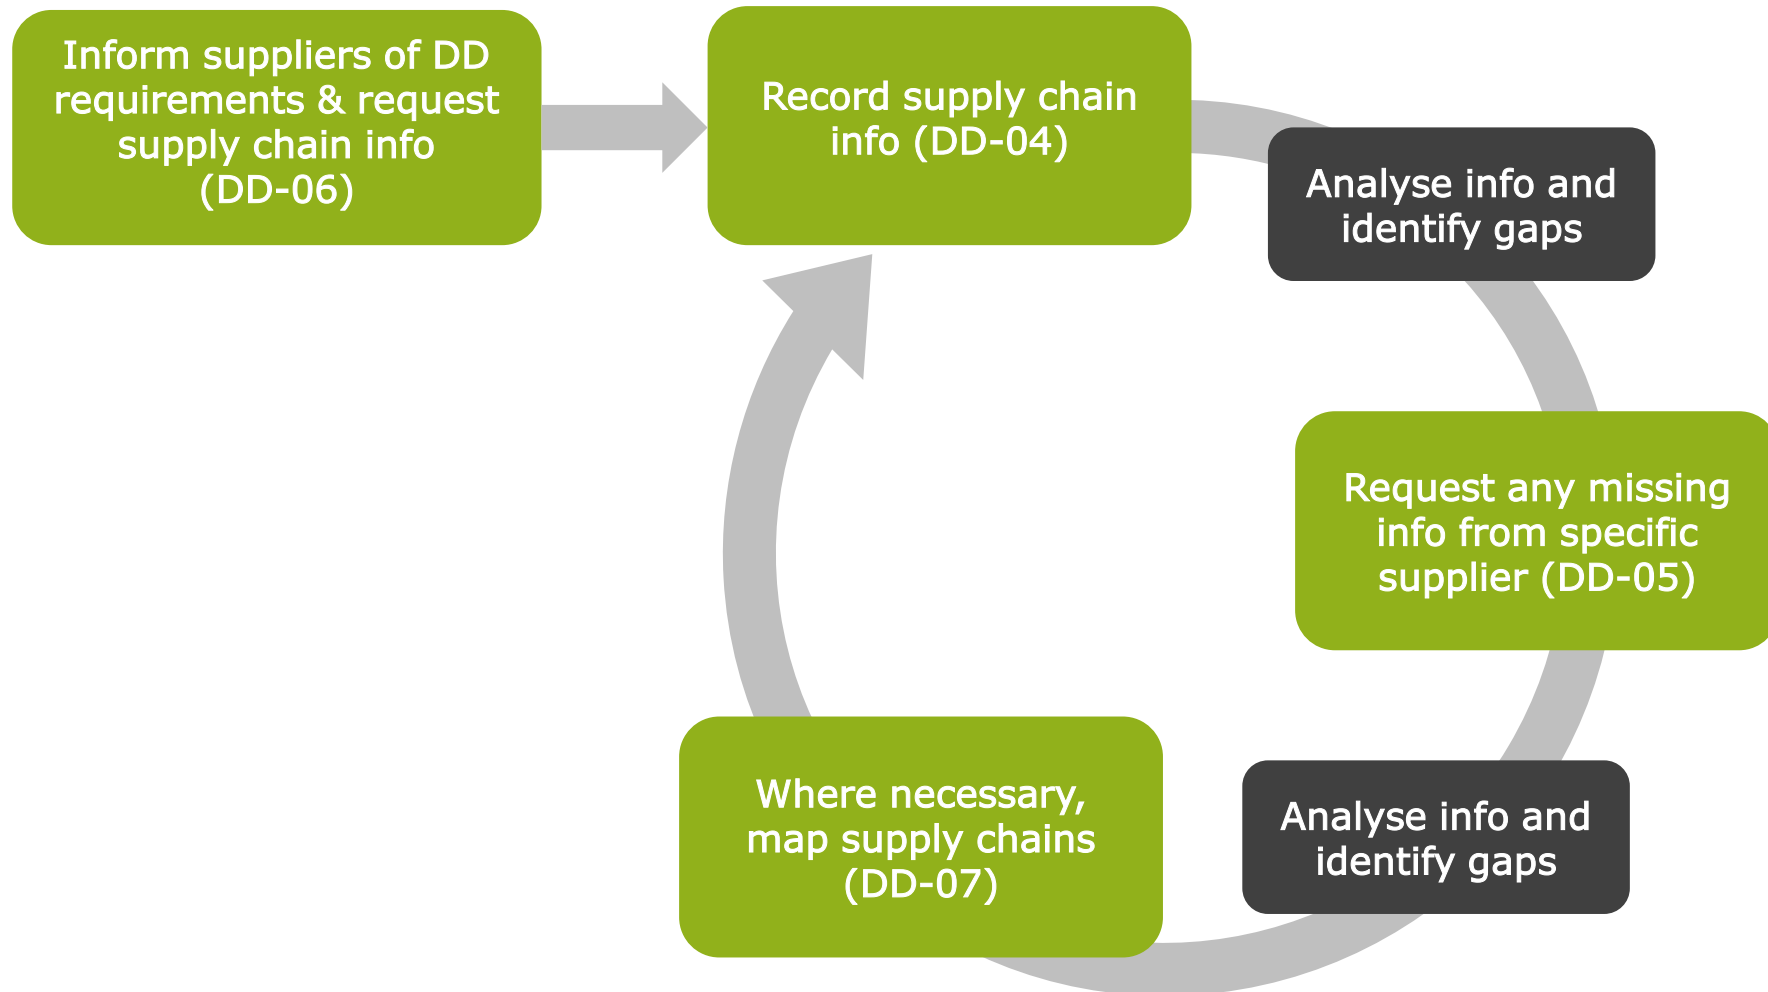 Inform suppliers of DD
requirements & request
supply chain info
(DD-06)
Record supply chain
info (DD-04)
Analyse info and
identify gaps
Request any missing
info from specific
supplier (DD-05)
Analyse info and
identify gaps
Where necessary,
map supply chains
(DD-07)